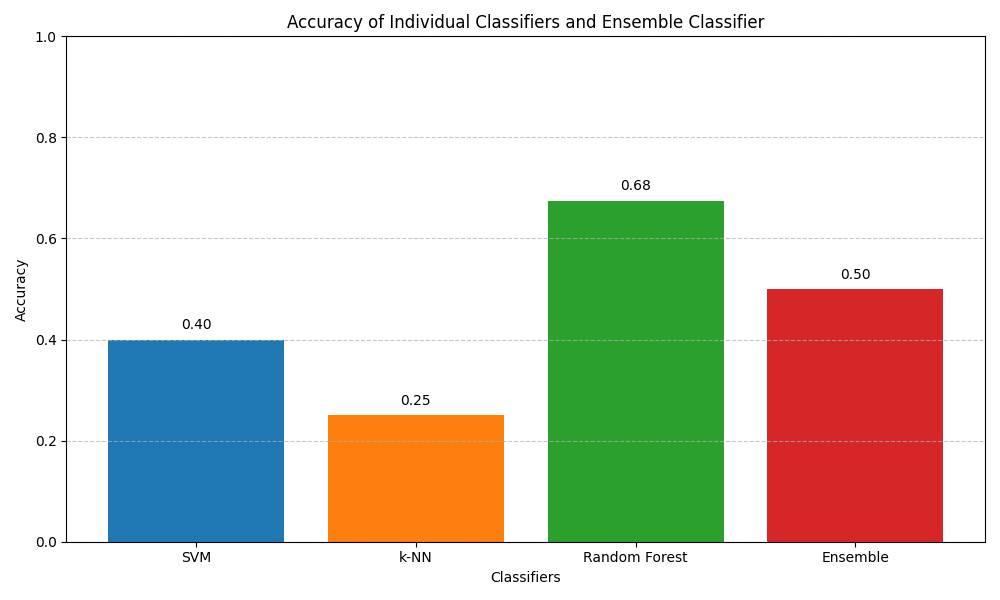 Accuracy of Individual Classifiers and Ensemble Classifier
1.0
0.8
0.6
0.4
0.2
0.0
Accuracy
0.40
0.25
0.68
0.50
SVM
k-NN
Random Forest
Ensemble
Classifiers